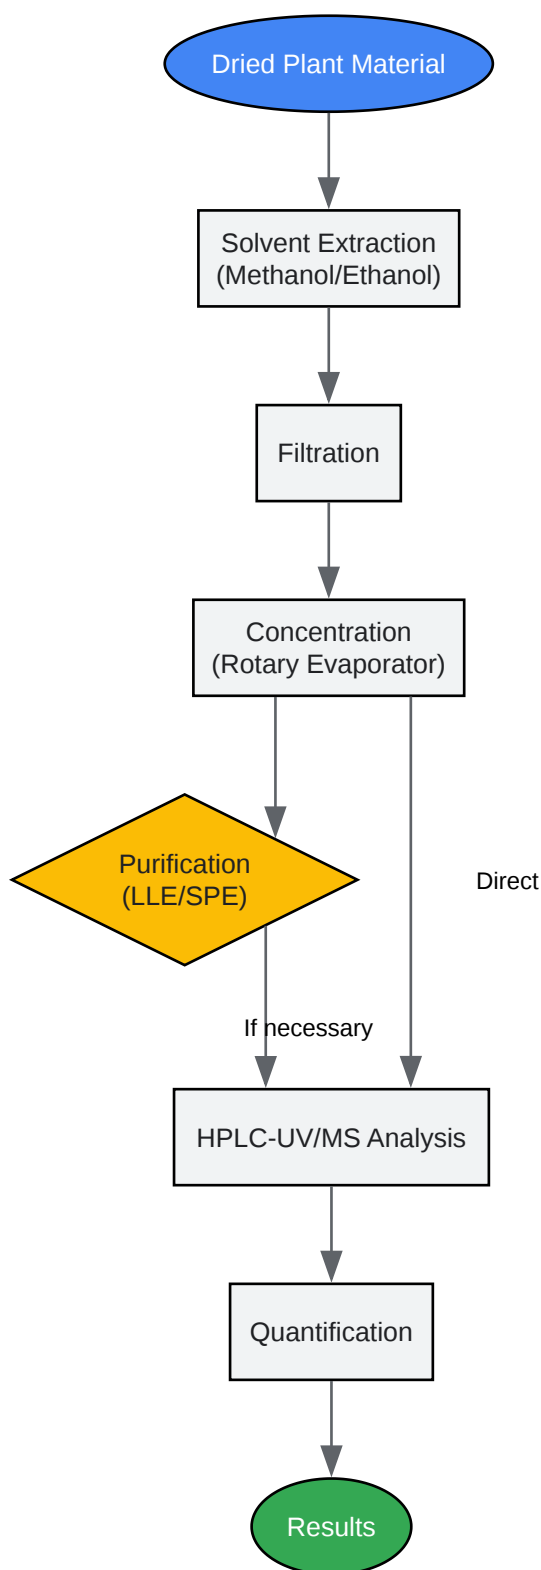 Dried Plant Material
Solvent Extraction
(Methanol/Ethanol)
Filtration
Concentration
(Rotary Evaporator)
Purification
(LLE/SPE)
Direct
If necessary
HPLC-UV/MS Analysis
Quantification
Results